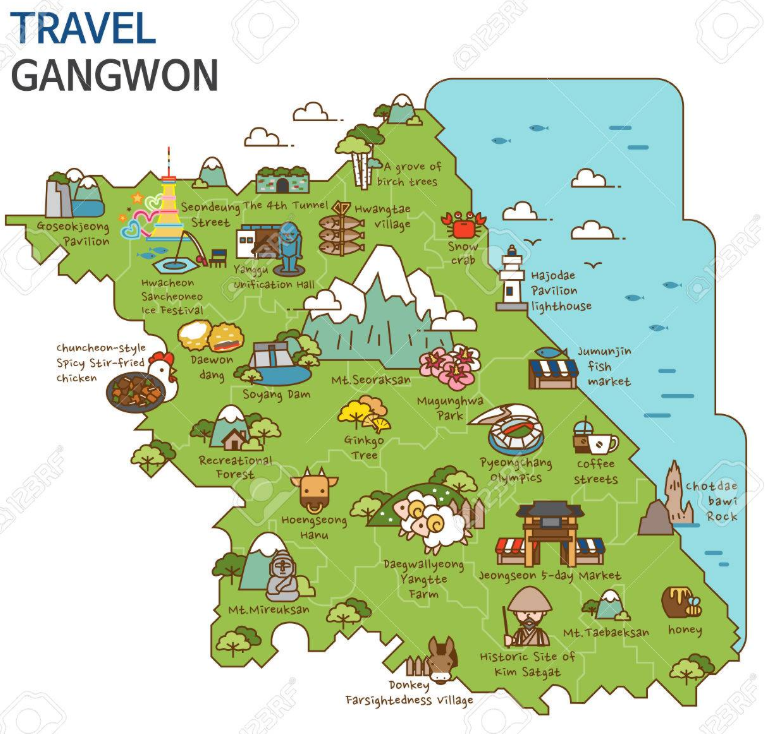 TRAVEL
GANGWON
A grove of
birch trees
Seondeung
Street
The 4th Tunnel
Hwangtae
village
Goseokjeong
Pavilion
Snow
crab
Yanggu
unification Hall
Hajodae
Pavilion
lighthouse
Hwacheon
Sancheoneo
Ice Festival
Chuncheon-style
Spicy Stir-fried
chicken
Daewon
dang
Soyang Dam
Mt.Seoraksan
Mugunghwa
Park
Jumunjin
fish
market
Ginkgo
Tree
Recreational
Forest
Pyeongchang
Olympics
coffee
streets
Chotdae
bawi
Rock
Hoengseong
Hanu
Daegwallyeong
Yangtte
Farm
Jeongseon 5-day Market
Mt.Mireuksan
Mt.Taebaeksan
honey
Historic Site of
Kim Satgat
Donkey
Farsightedness village
123RF